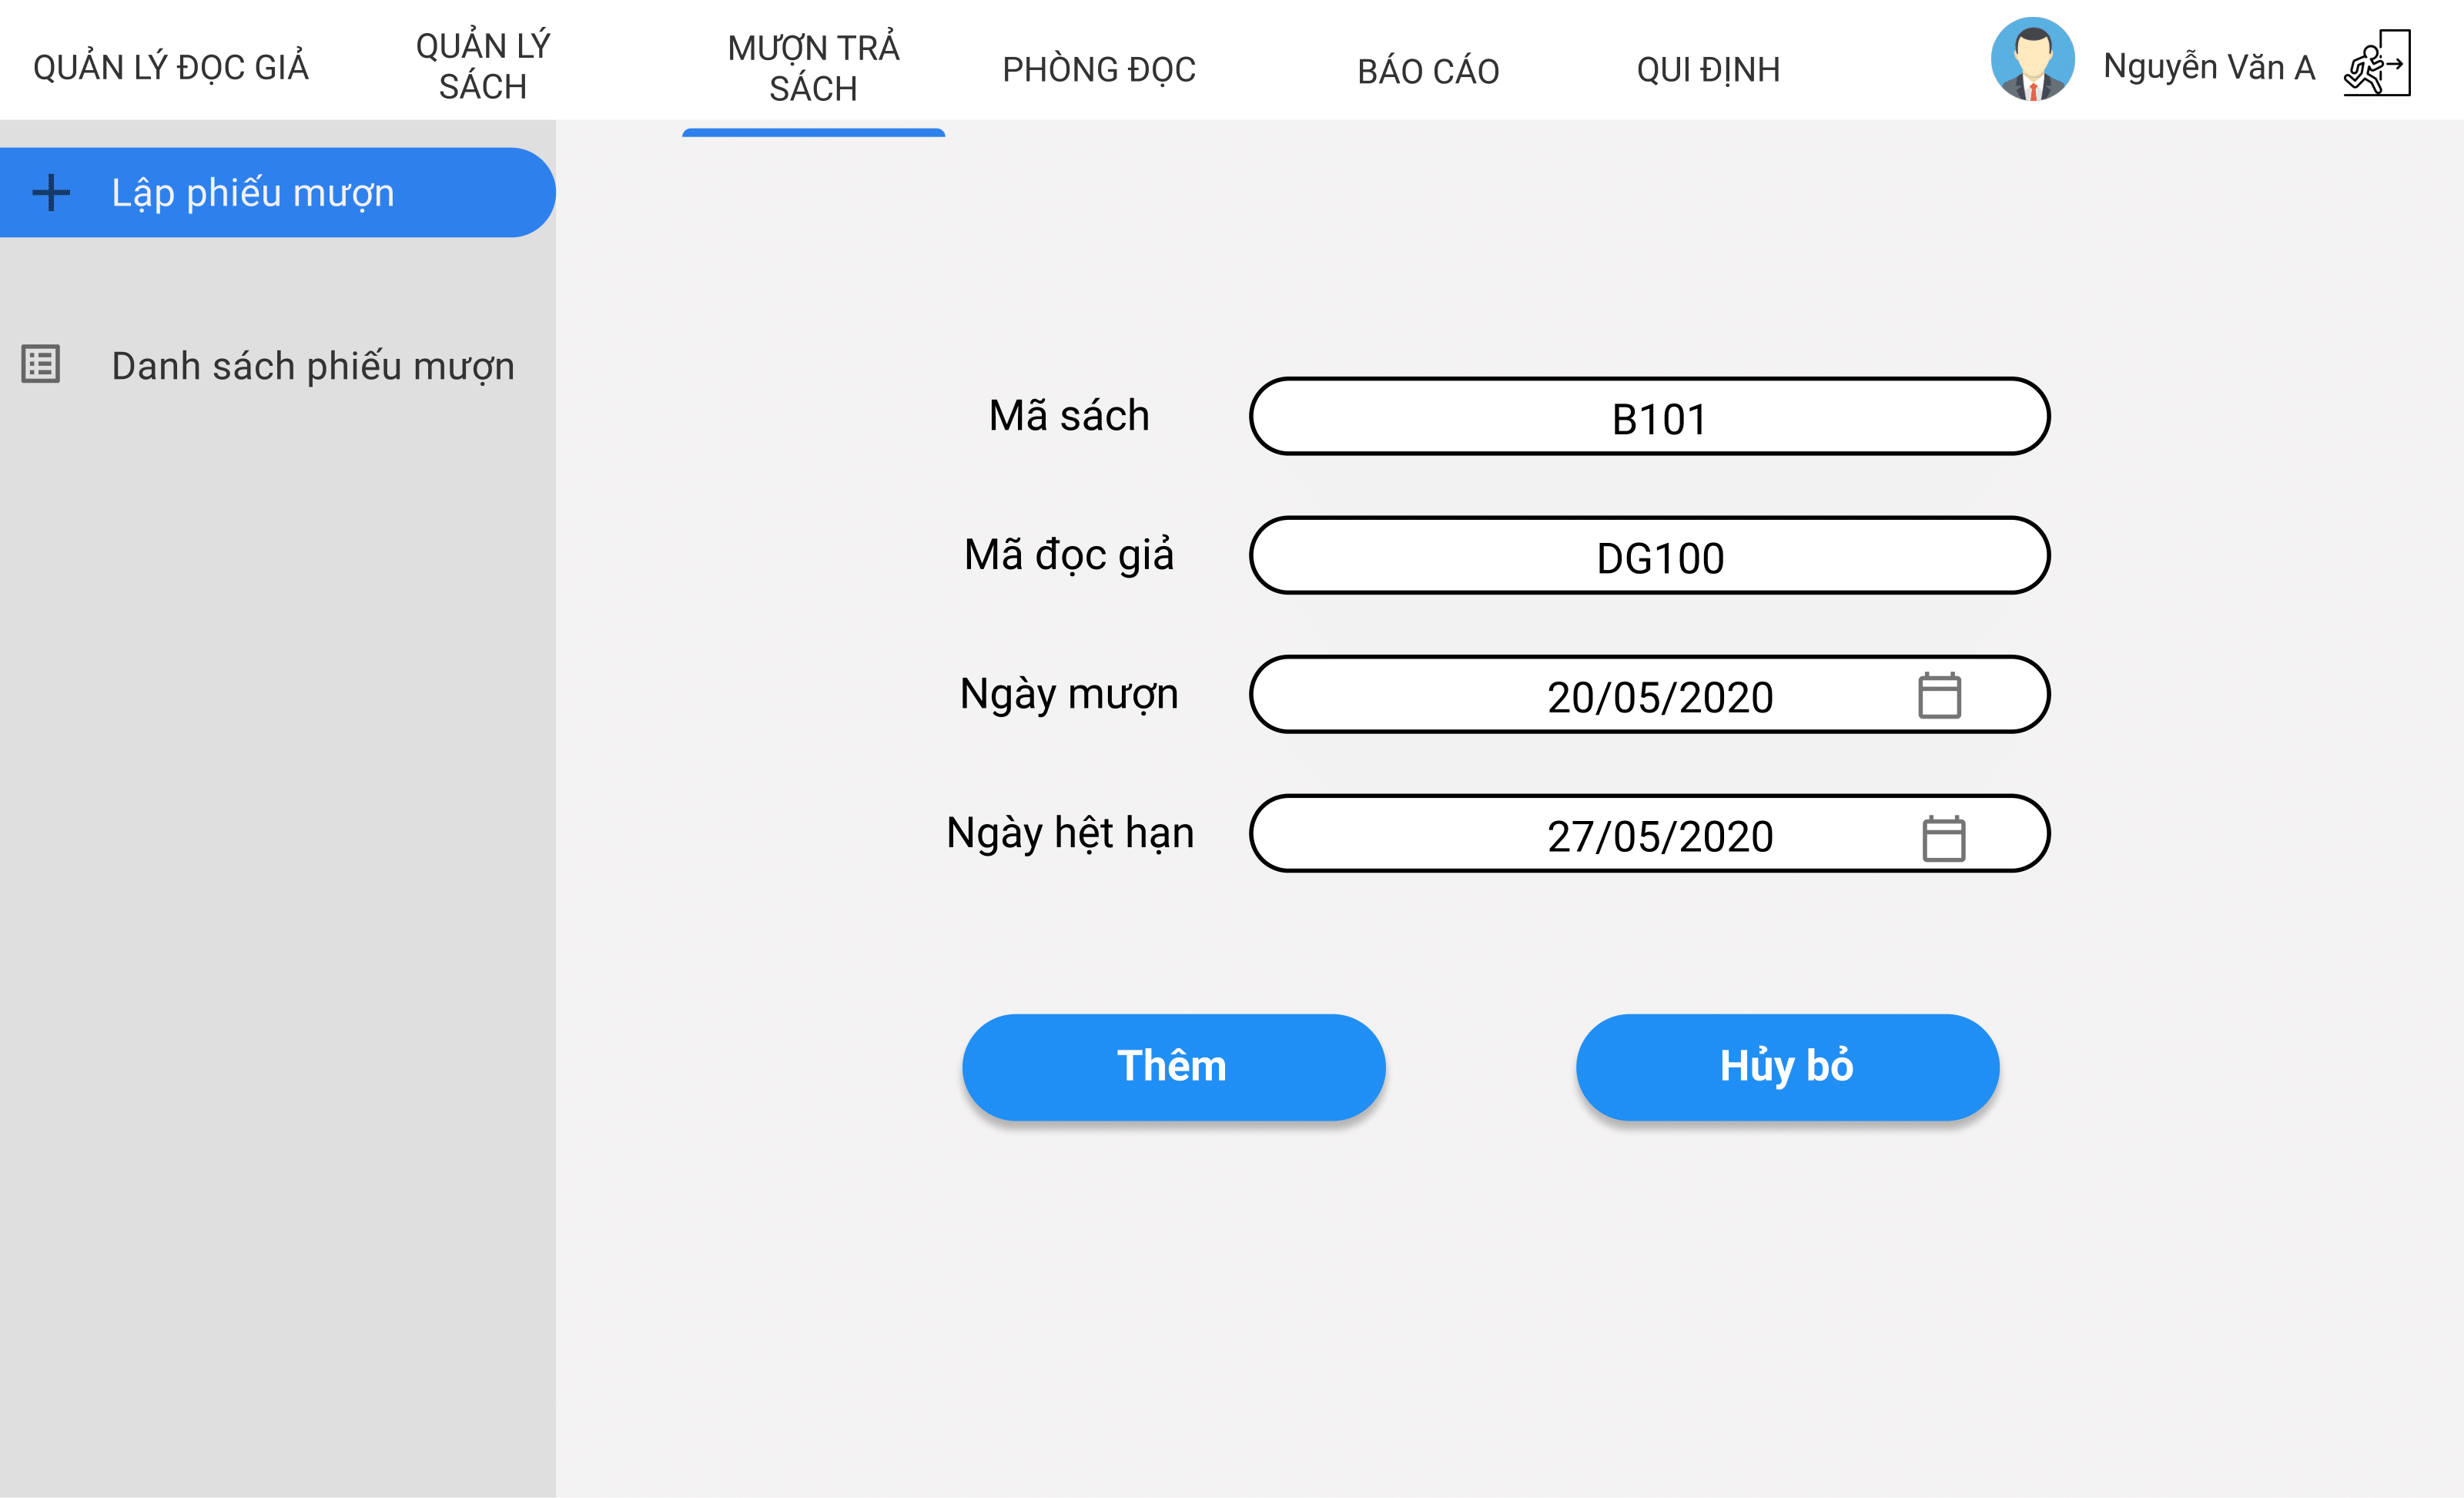 QUẢN LÝ ĐỌC GIẢ
QUẢN LÝ
SÁCH
MƯỢN TRẢ
SÁCH
PHÒNG ĐỌC
BÁO CÁO
QUI ĐỊNH
Nguyễn Văn A
Lập phiếu mượn
Danh sách phiếu mượn
Mã sách
B101
Mã đọc giả
DG100
Ngày mượn
20/05/2020
Ngày hệt hạn
27/05/2020
Thêm
Hủy bỏ